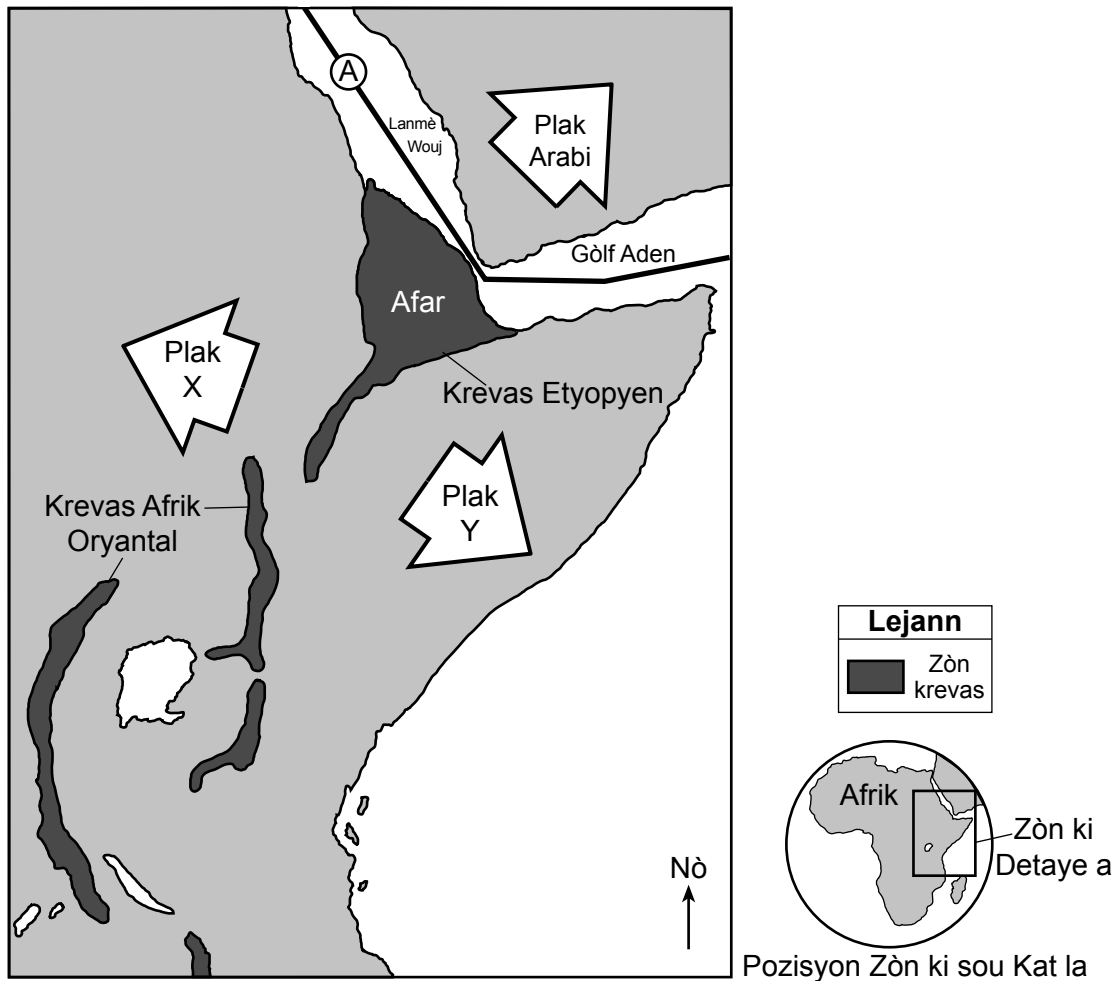 A
Lanmè
Wouj
Plak
Arabi
Gòlf Aden
Afar
Plak
X
Krevas Etyopyen
Plak
Y
Krevas Afrik
Oryantal
Nò
Lejann
Zòn
krevas
Afrik
Zòn ki
Detaye a
Pozisyon Zòn ki sou Kat la